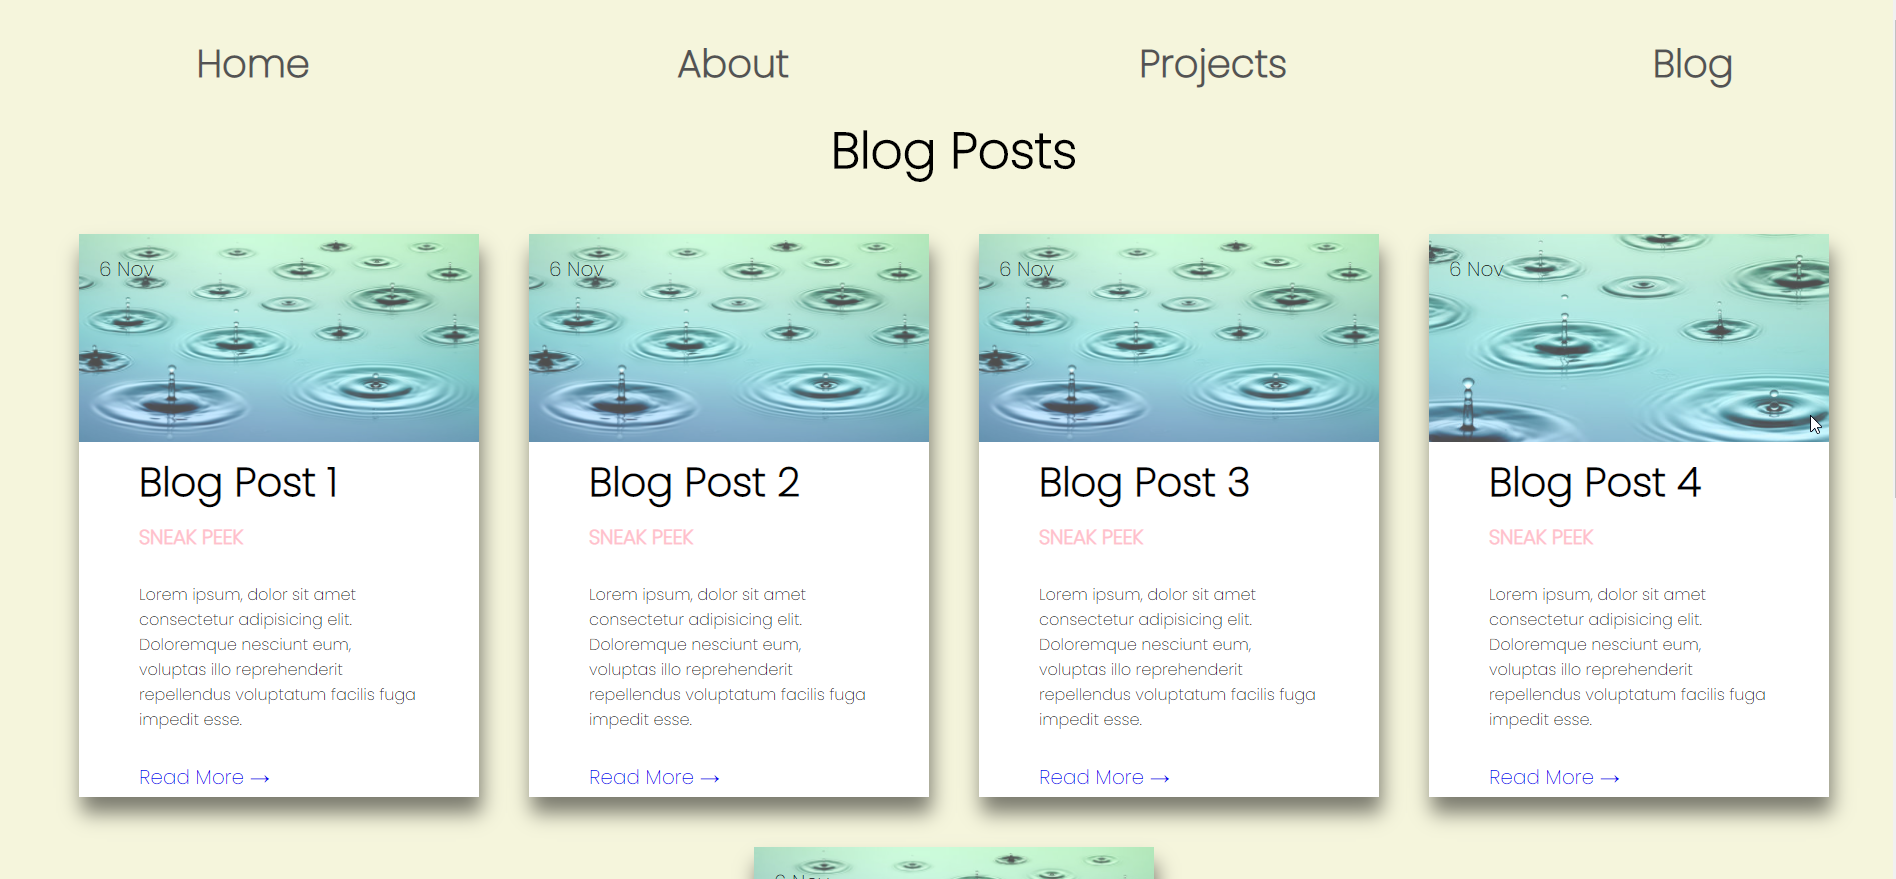 Home About Projects Blog
Blog Posts
6 Nov
Blog Post 1
SNEAK PEEK
Lorem ipsum, dolor sit amet
consectetur adipisicing elit.
Doloremque nesciunt eum,
voluptas illo reprehenderit
repellendus voluptatum facilis fuga
impedit esse.
Read More →
6 Nov
Blog Post 2
SNEAK PEEK
Lorem ipsum, dolor sit amet
consectetur adipisicing elit.
Doloremque nesciunt eum,
voluptas illo reprehenderit
repellendus voluptatum facilis fuga
impedit esse.
Read More →
6 Nov
Blog Post 3
SNEAK PEEK
Lorem ipsum, dolor sit amet
consectetur adipisicing elit.
Doloremque nesciunt eum,
voluptas illo reprehenderit
repellendus voluptatum facilis fuga
impedit esse.
Read More →
6 Nov
Blog Post 4
SNEAK PEEK
Lorem ipsum, dolor sit amet
consectetur adipisicing elit.
Doloremque nesciunt eum,
voluptas illo reprehenderit
repellendus voluptatum facilis fuga
impedit esse.
Read More →